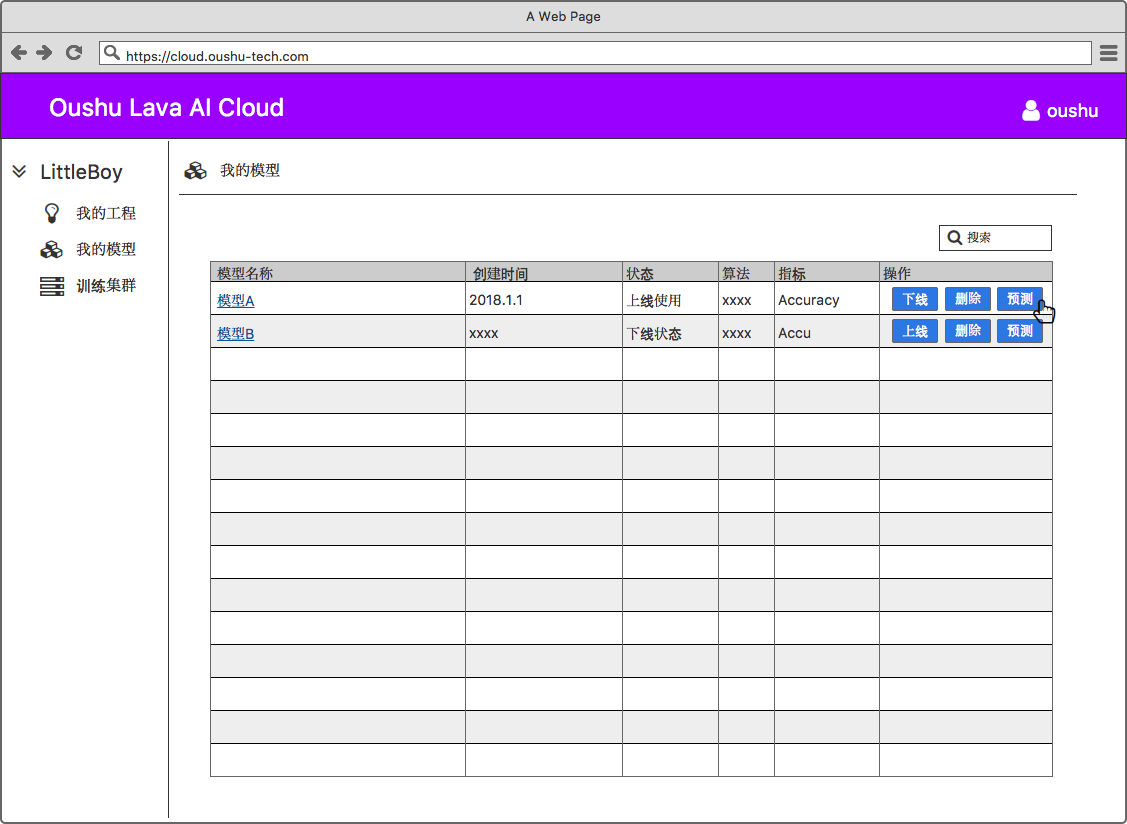 A Web Page
https://cloud.oushu-tech.com
Oushu Lava AI Cloud
oushu
LittleBoy
我的工程
我的模型
训练集群
我的模型
搜索
模型名称 创建时间 状态 算法 指标 操作
模型A 2018.1.1 上线使用 xxxx Accuracy 下线 删除 预测
模型B xxxx 下线状态 xxxx Accu 上线 删除 预测